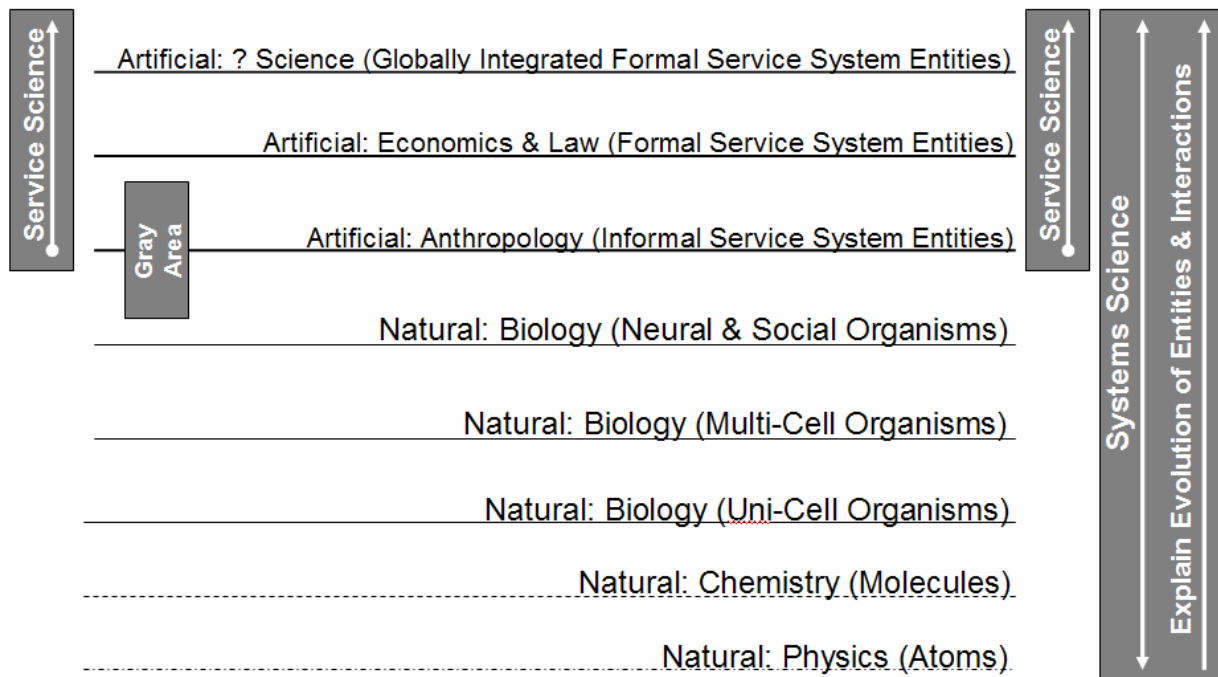 Service Science
Artificial: ? Science (Globally Integrated Formal Service System Entities)
Artificial: Economics & Law (Formal Service System Entities)
Gray
Area
Artificial: Anthropology (Informal Service System Entities)
Natural: Biology (Neural & Social Organisms)
Natural: Biology (Multi-Cell Organisms)
Natural: Biology (Uni-Cell Organisms)
Natural: Chemistry (Molecules)
Natural: Physics (Atoms)
Service Science
Systems Science
Explain Evolution of Entities & Interactions